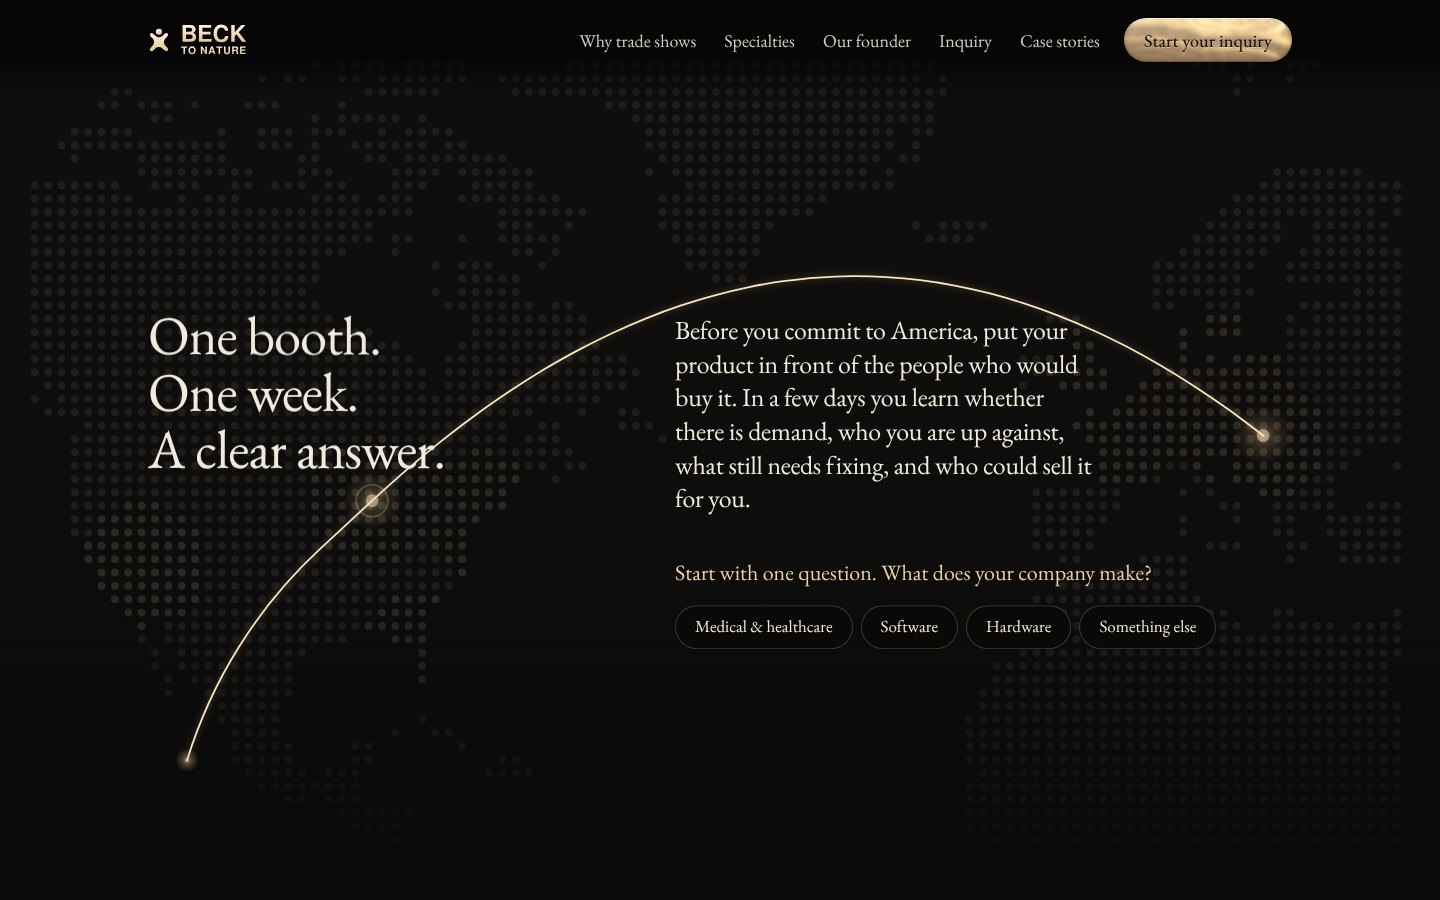 BECK
TO NATURE
Why trade shows
Specialties
Our founder
Inquiry
Case stories
Start your inquiry
One booth.
One week.
A clear answer.
Before you commit to America, put your
product in front of the people who would
buy it. In a few days you learn whether
there is demand, who you are up against,
what still needs fixing, and who could sell it
for you.
Start with one question. What does your company make?
Medical & healthcare
Software
Hardware
Something else